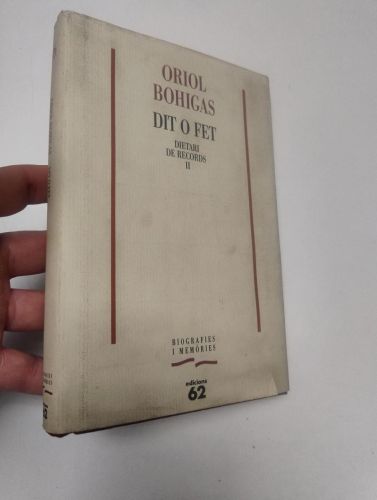 ORIOL
BOHIGAS
DIT O FET
DIETARI
DE RECORDS
II
BIOGRAFIES
I MEMÒRIES
edicions
62